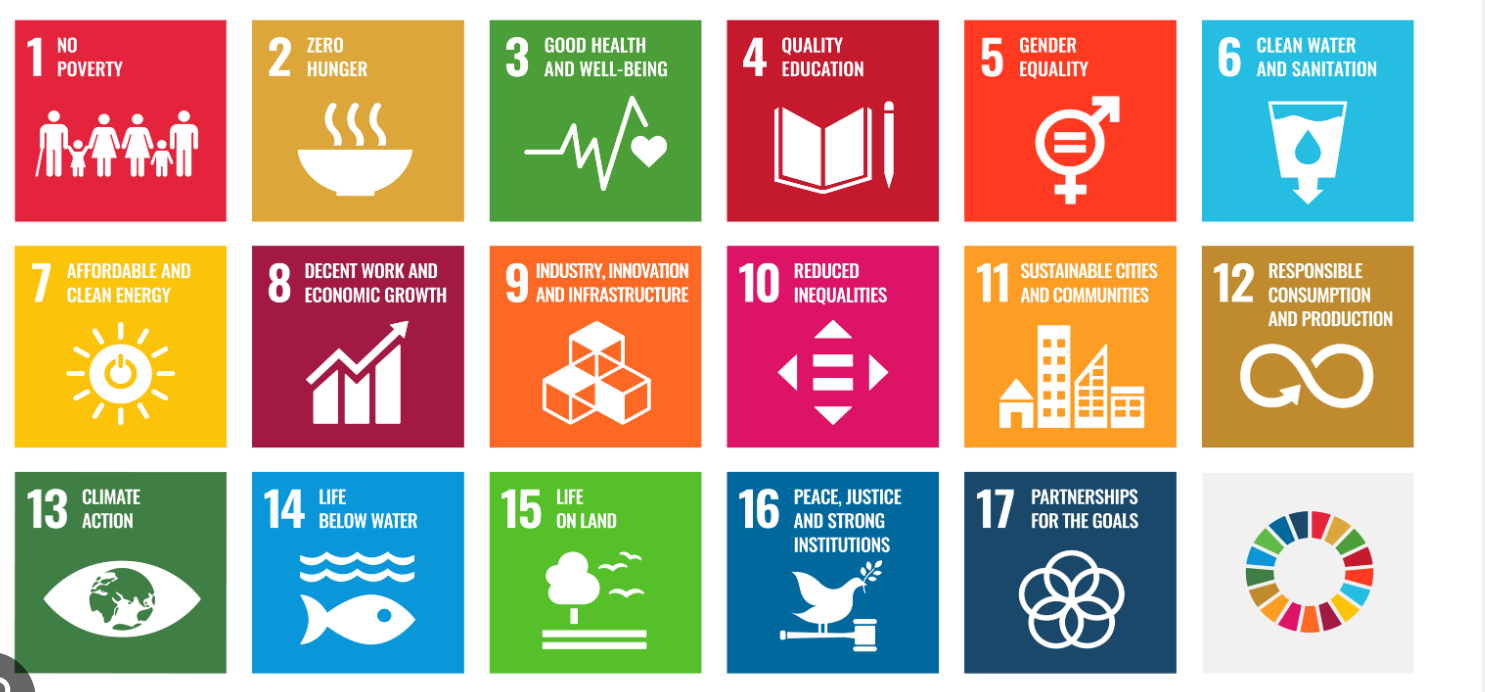 1 NO
POVERTY
2 ZERO
HUNGER
3 GOOD HEALTH
AND WELL-BEING
4 QUALITY
EDUCATION
5 GENDER
EQUALITY
6 CLEAN WATER
AND SANITATION
7 AFFORDABLE AND
CLEAN ENERGY
8 DECENT WORK AND
ECONOMIC GROWTH
9 INDUSTRY, INNOVATION
AND INFRASTRUCTURE
10 REDUCED
INEQUALITIES
11 SUSTAINABLE CITIES
AND COMMUNITIES
12 RESPONSIBLE
CONSUMPTION
AND PRODUCTION
13 CLIMATE
ACTION
14 LIFE
BELOW WATER
15 LIFE
ON LAND
16 PEACE, JUSTICE
AND STRONG
INSTITUTIONS
17 PARTNERSHIPS
FOR THE GOALS